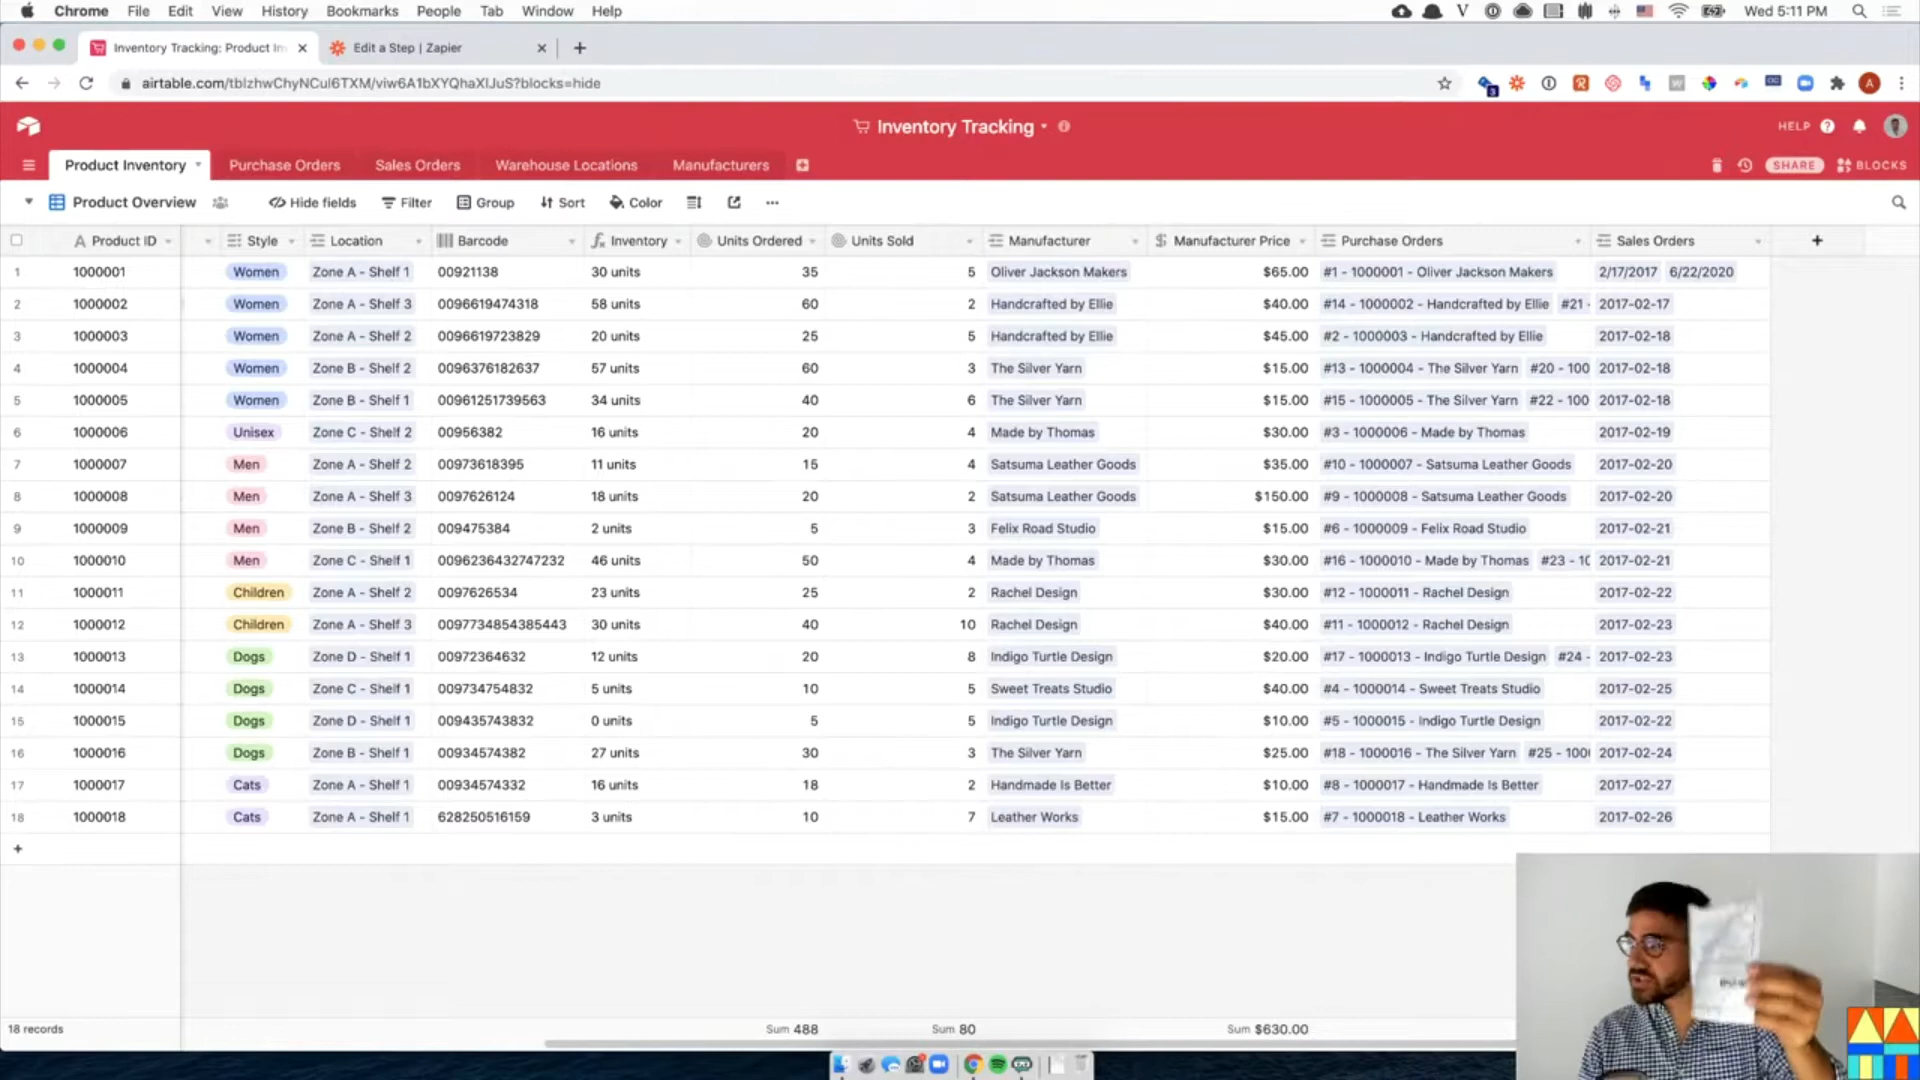 Chrome File Edit View History Bookmarks People Tab Window Help Wed 5:11 PM
Inventory Tracking: Product In Edit a Step | Zapier
airtable.com/tblzhwChyNCul6TXM/viw6A1bXYQhaXlJuS?blocks=hide
Inventory Tracking HELP
Product Inventory Purchase Orders Sales Orders Warehouse Locations Manufacturers SHARE BLOCKS
Product Overview Hide fields Filter Group Sort Color
Product ID Style Location Barcode Inventory Units Ordered Units Sold Manufacturer Manufacturer Price Purchase Orders Sales Orders
1 1000001 Women Zone A - Shelf 1 00921138 30 units 35 5 Oliver Jackson Makers $65.00 #1 - 1000001 - Oliver Jackson Makers 2/17/2017 6/22/2020
2 1000002 Women Zone A - Shelf 3 0096619474318 58 units 60 2 Handcrafted by Ellie $40.00 #14 - 1000002 - Handcrafted by Ellie #21 - 2017-02-17
3 1000003 Women Zone A - Shelf 2 0096619723829 20 units 25 5 Handcrafted by Ellie $45.00 #2 - 1000003 - Handcrafted by Ellie 2017-02-18
4 1000004 Women Zone B - Shelf 2 0096376182637 57 units 60 3 The Silver Yarn $15.00 #13 - 1000004 - The Silver Yarn #20 - 100 2017-02-18
5 1000005 Women Zone B - Shelf 1 00961251739563 34 units 40 6 The Silver Yarn $15.00 #15 - 1000005 - The Silver Yarn #22 - 100 2017-02-18
6 1000006 Unisex Zone C - Shelf 2 00956382 16 units 20 4 Made by Thomas $30.00 #3 - 1000006 - Made by Thomas 2017-02-19
7 1000007 Men Zone A - Shelf 2 00973618395 11 units 15 4 Satsuma Leather Goods $35.00 #10 - 1000007 - Satsuma Leather Goods 2017-02-20
8 1000008 Men Zone A - Shelf 3 0097626124 18 units 20 2 Satsuma Leather Goods $150.00 #9 - 1000008 - Satsuma Leather Goods 2017-02-20
9 1000009 Men Zone B - Shelf 2 009475384 2 units 5 3 Felix Road Studio $15.00 #6 - 1000009 - Felix Road Studio 2017-02-21
10 1000010 Men Zone C - Shelf 1 0096236432747232 46 units 50 4 Made by Thomas $30.00 #16 - 1000010 - Made by Thomas #23 - 10 2017-02-21
11 1000011 Children Zone A - Shelf 2 0097626534 23 units 25 2 Rachel Design $30.00 #12 - 1000011 - Rachel Design 2017-02-22
12 1000012 Children Zone A - Shelf 3 0097734854385443 30 units 40 10 Rachel Design $40.00 #11 - 1000012 - Rachel Design 2017-02-23
13 1000013 Dogs Zone D - Shelf 1 00972364632 12 units 20 8 Indigo Turtle Design $20.00 #17 - 1000013 - Indigo Turtle Design #24 - 2017-02-23
14 1000014 Dogs Zone C - Shelf 1 009734754832 5 units 10 5 Sweet Treats Studio $40.00 #4 - 1000014 - Sweet Treats Studio 2017-02-25
15 1000015 Dogs Zone D - Shelf 1 009435743832 0 units 5 5 Indigo Turtle Design $10.00 #5 - 1000015 - Indigo Turtle Design 2017-02-22
16 1000016 Dogs Zone B - Shelf 1 00934574382 27 units 30 3 The Silver Yarn $25.00 #18 - 1000016 - The Silver Yarn #25 - 100 2017-02-24
17 1000017 Cats Zone A - Shelf 1 00934574332 16 units 18 2 Handmade Is Better $10.00 #8 - 1000017 - Handmade Is Better 2017-02-27
18 1000018 Cats Zone A - Shelf 1 628250516159 3 units 10 7 Leather Works $15.00 #7 - 1000018 - Leather Works 2017-02-26
18 records Sum 488 Sum 80 Sum $630.00